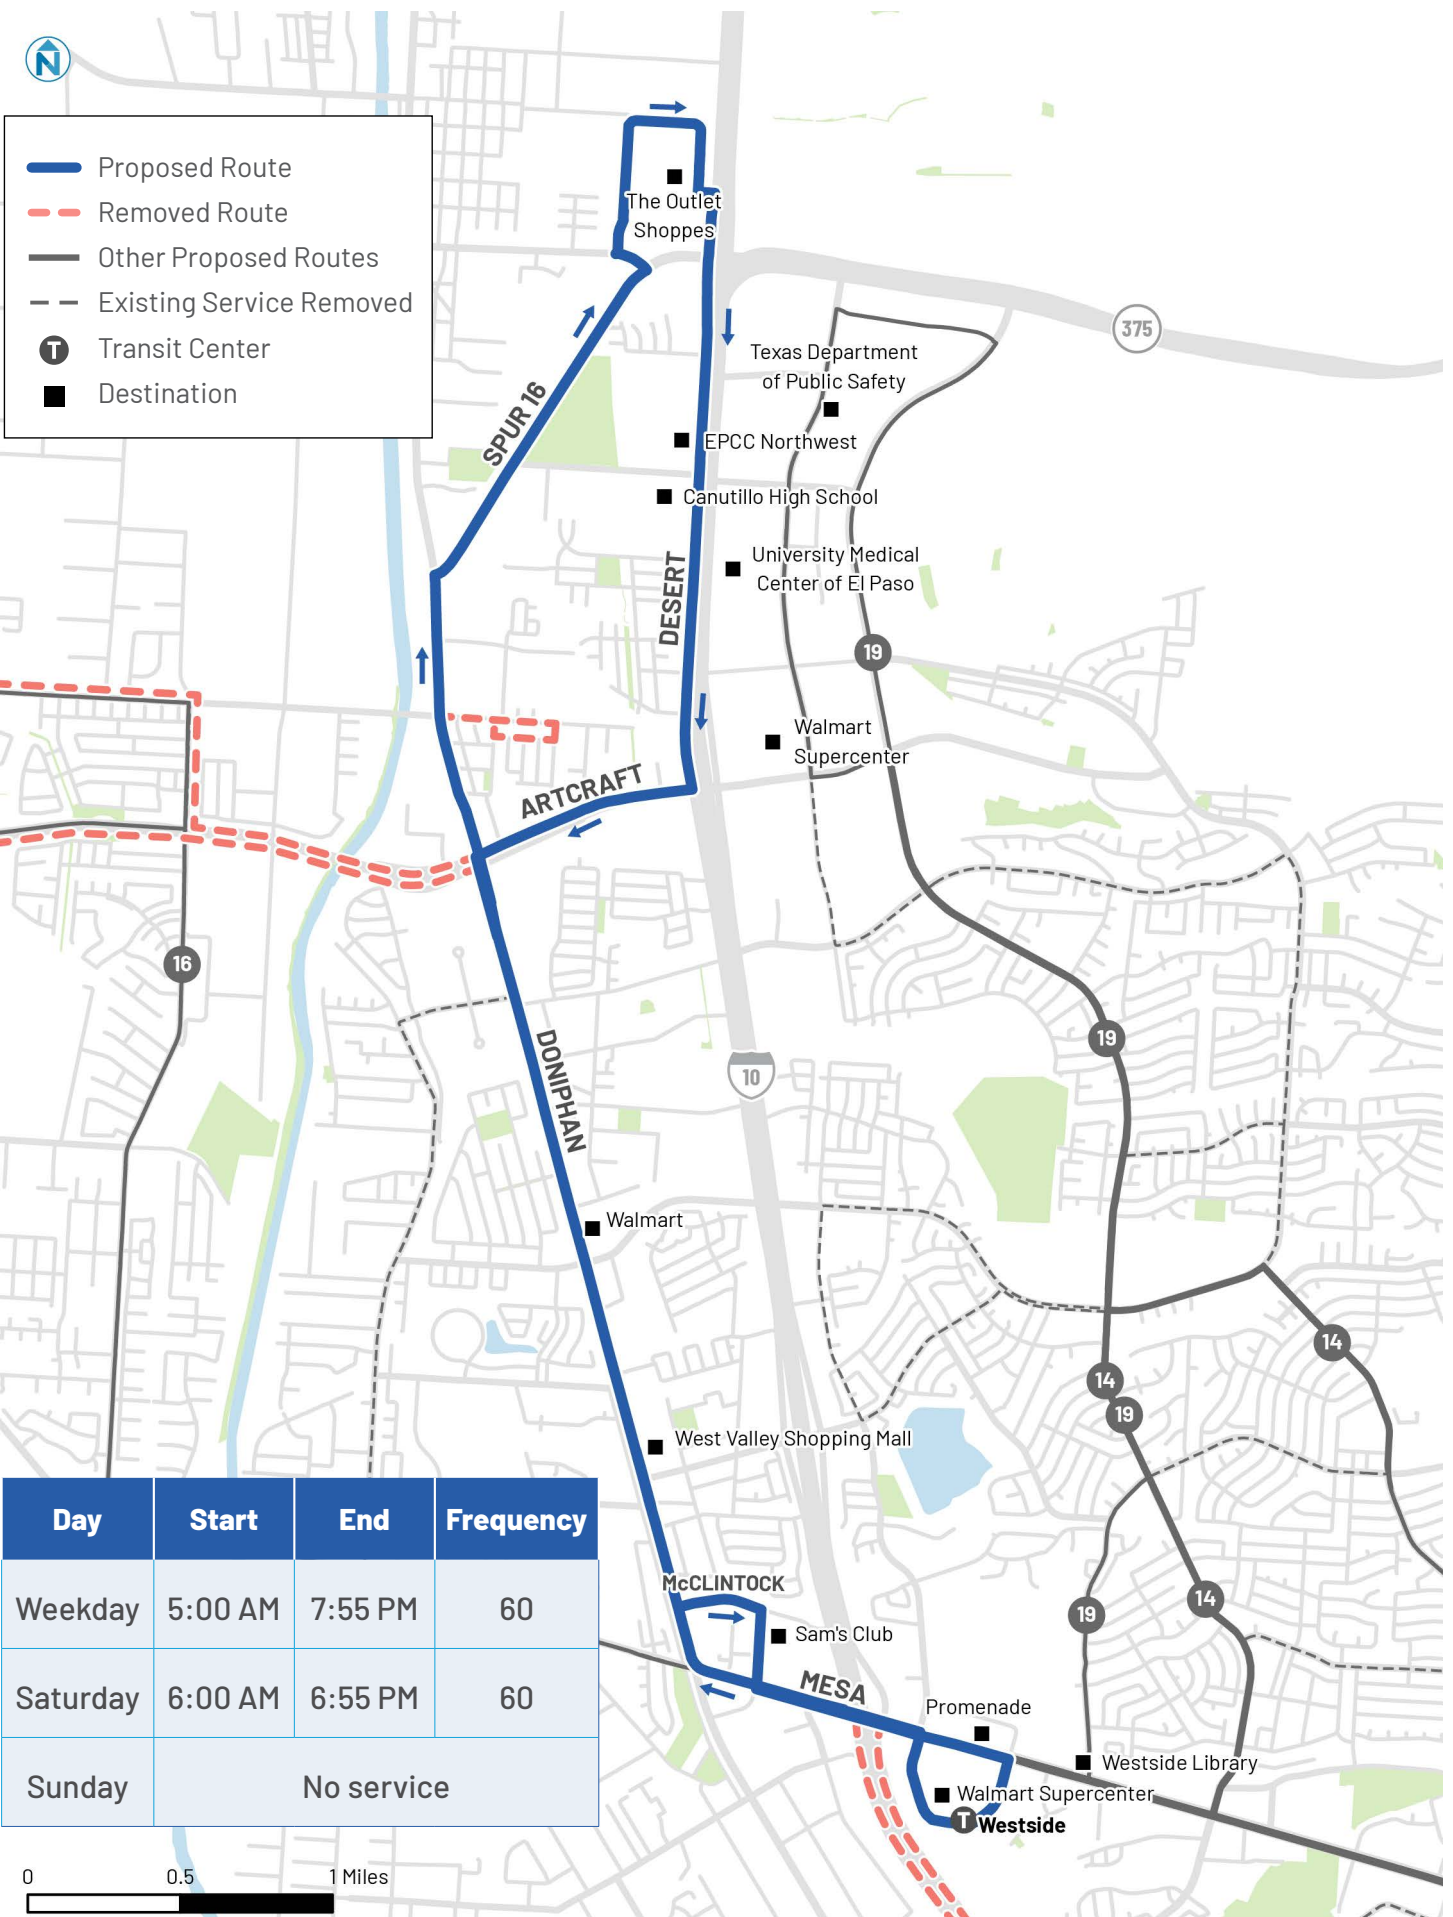 N
Proposed Route
Removed Route
Other Proposed Routes
Existing Service Removed
T Transit Center
Destination
The Outlet
Shoppes
375
Texas Department
of Public Safety
SPUR 16
EPCC Northwest
Canutillo High School
University Medical
Center of El Paso
DESERT
19
Walmart
Supercenter
ARTCRAFT
16
19
DONIPHAN
10
Walmart
14
14
19
West Valley Shopping Mall
Day Start End Frequency
Weekday 5:00 AM 7:55 PM 60
Saturday 6:00 AM 6:55 PM 60
Sunday No service
McCLINTOCK
14
19
Sam's Club
MESA
Promenade
Westside Library
Walmart Supercenter
T Westside
0 0.5 1 Miles